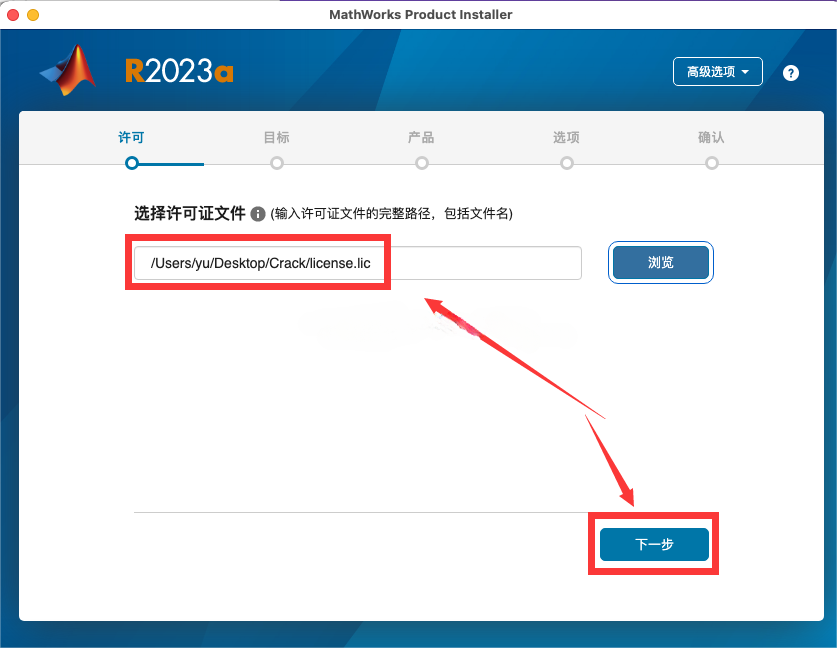 MathWorks Product Installer
R2023a
高级选项
?
许可
目标
产品
选项
确认
选择许可证文件 i (输入许可证文件的完整路径，包括文件名)
/Users/yu/Desktop/Crack/license.lic
浏览
下一步